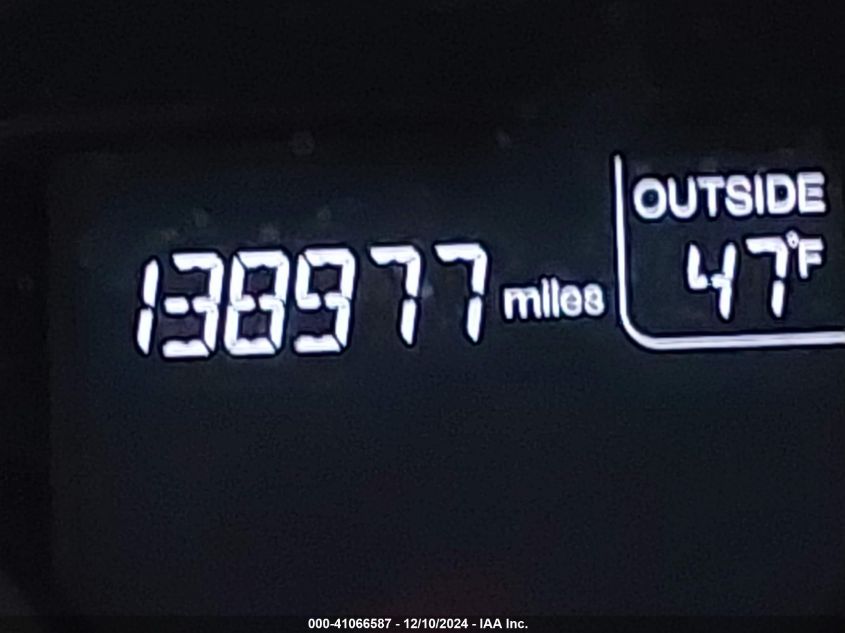 OUTSIDE
138977 miles 47°F
000-41066587 - 12/10/2024 - IAA Inc.